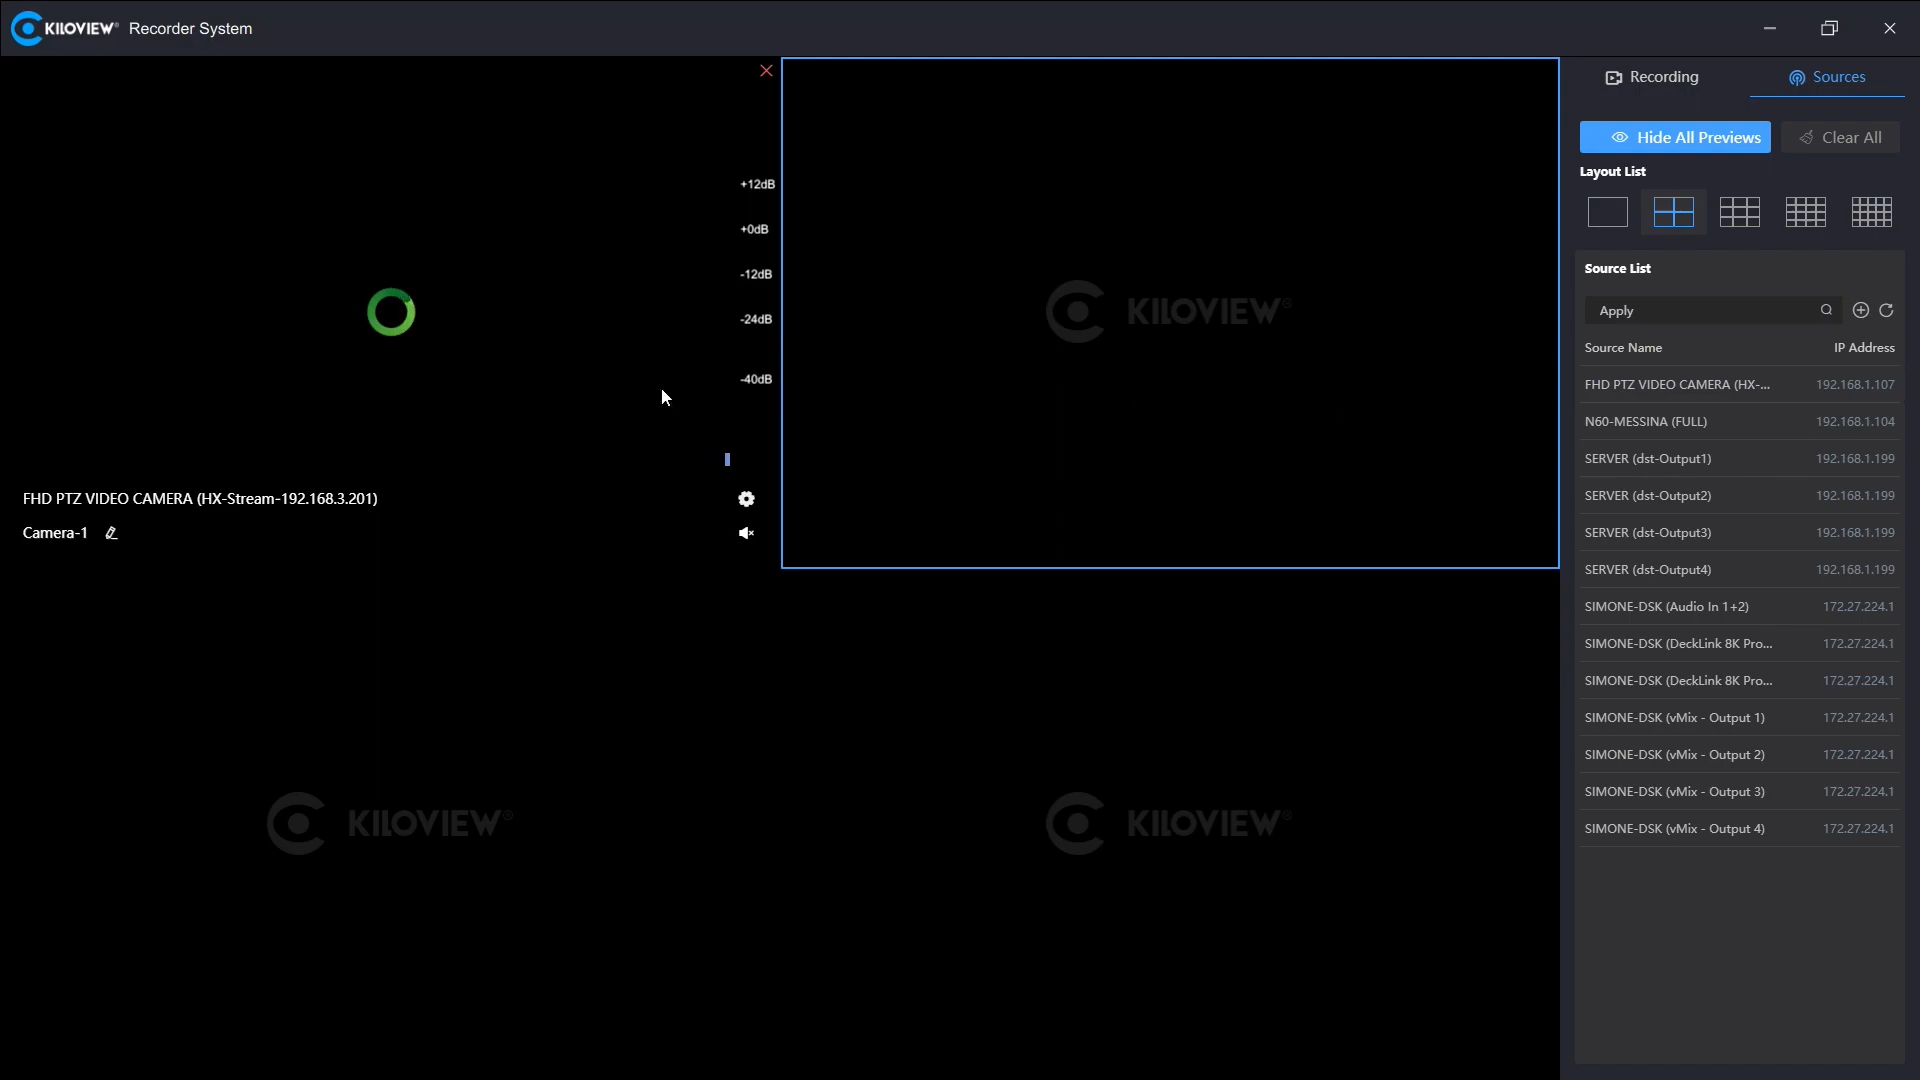 KILOVIEW® Recorder System
+12dB
+0dB
-12dB
-24dB
-40dB
FHD PTZ VIDEO CAMERA (HX-Stream-192.168.3.201)
Camera-1
KILOVIEW®
KILOVIEW®
KILOVIEW®
Recording Sources
Hide All Previews Clear All
Layout List
Source List
Apply
Source Name IP Address
FHD PTZ VIDEO CAMERA (HX-... 192.168.1.107
N60-MESSINA (FULL) 192.168.1.104
SERVER (dst-Output1) 192.168.1.199
SERVER (dst-Output2) 192.168.1.199
SERVER (dst-Output3) 192.168.1.199
SERVER (dst-Output4) 192.168.1.199
SIMONE-DSK (Audio In 1+2) 172.27.224.1
SIMONE-DSK (DeckLink 8K Pro... 172.27.224.1
SIMONE-DSK (DeckLink 8K Pro... 172.27.224.1
SIMONE-DSK (vMix - Output 1) 172.27.224.1
SIMONE-DSK (vMix - Output 2) 172.27.224.1
SIMONE-DSK (vMix - Output 3) 172.27.224.1
SIMONE-DSK (vMix - Output 4) 172.27.224.1